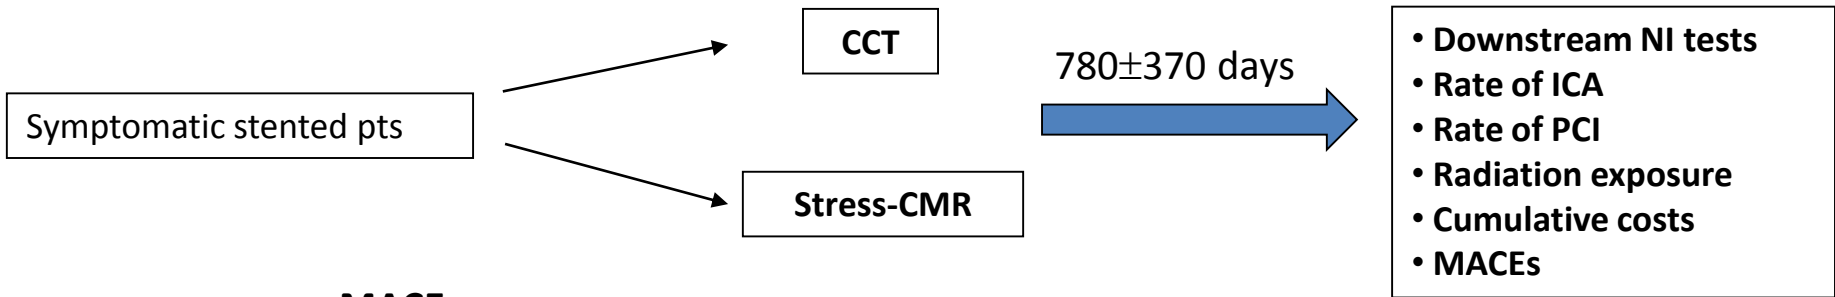 CCT
780±370 days
Symptomatic stented pts
Stress-CMR
• Downstream NI tests
• Rate of ICA
• Rate of PCI
• Radiation exposure
• Cumulative costs
• MACEs